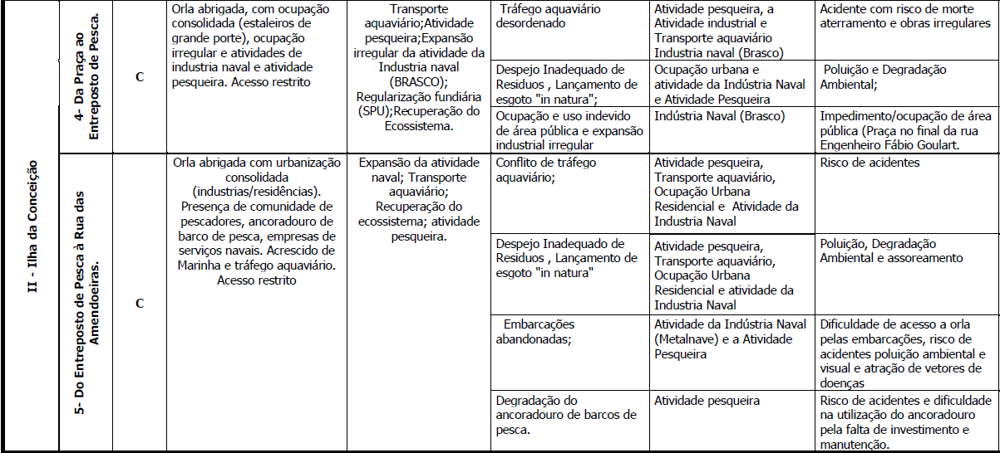 II - Ilha da Conceição
4- Da Praça ao
Entreposto de Pesca.
C
Orla abrigada, com ocupação
consolidada (estaleiros de
grande porte), ocupação
irregular e atividades de
industria naval e atividade
pesqueira. Acesso restrito
Transporte
aquaviário;Atividade
pesqueira;Expansão
irregular da atividade da
Industria naval
(BRASCO);
Regularização fundiária
(SPU);Recuperação do
Ecossistema.
Tráfego aquaviário
desordenado
Atividade pesqueira, a
Atividade industrial e
Transporte aquaviário
Industria naval (Brasco)
Acidente com risco de morte
aterramento e obras irregulares
Despejo Inadequado de
Residuos , Lançamento de
esgoto "in natura";
Ocupação urbana e
atividade da Indústria Naval
e Atividade Pesqueira
Poluição e Degradação
Ambiental;
Ocupação e uso indevido
de área pública e expansão
industrial irregular
Indústria Naval (Brasco)
Impedimento/ocupação de área
pública (Praça no final da rua
Engenheiro Fábio Goulart.
5- Do Entreposto de Pesca à Rua das
Amendoeiras.
C
Orla abrigada com urbanização
consolidada
(industrias/residências).
Presença de comunidade de
pescadores, ancoradouro de
barco de pesca, empresas de
serviços navais. Acrescido de
Marinha e tráfego aquaviário.
Acesso restrito
Expansão da atividade
naval; Transporte
aquaviário;
Recuperação do
ecossistema; atividade
pesqueira.
Conflito de tráfego
aquaviário;
Atividade pesqueira,
Transporte aquaviário,
Ocupação Urbana
Residencial e Atividade da
Industria Naval
Risco de acidentes
Despejo Inadequado de
Residuos , Lançamento de
esgoto "in natura"
Atividade pesqueira,
Transporte aquaviário,
Ocupação Urbana
Residencial e atividade da
Industria Naval
Poluição, Degradação
Ambiental e assoreamento
Embarcações
abandonadas;
Atividade da Indústria Naval
(Metalnave) e a Atividade
Pesqueira
Dificuldade de acesso a orla
pelas embarcações, risco de
acidentes poluição ambiental e
visual e atração de vetores de
doenças
Degradação do
ancoradouro de barcos de
pesca.
Atividade pesqueira
Risco de acidentes e dificuldade
na utilização do ancoradouro
pela falta de investimento e
manutenção.